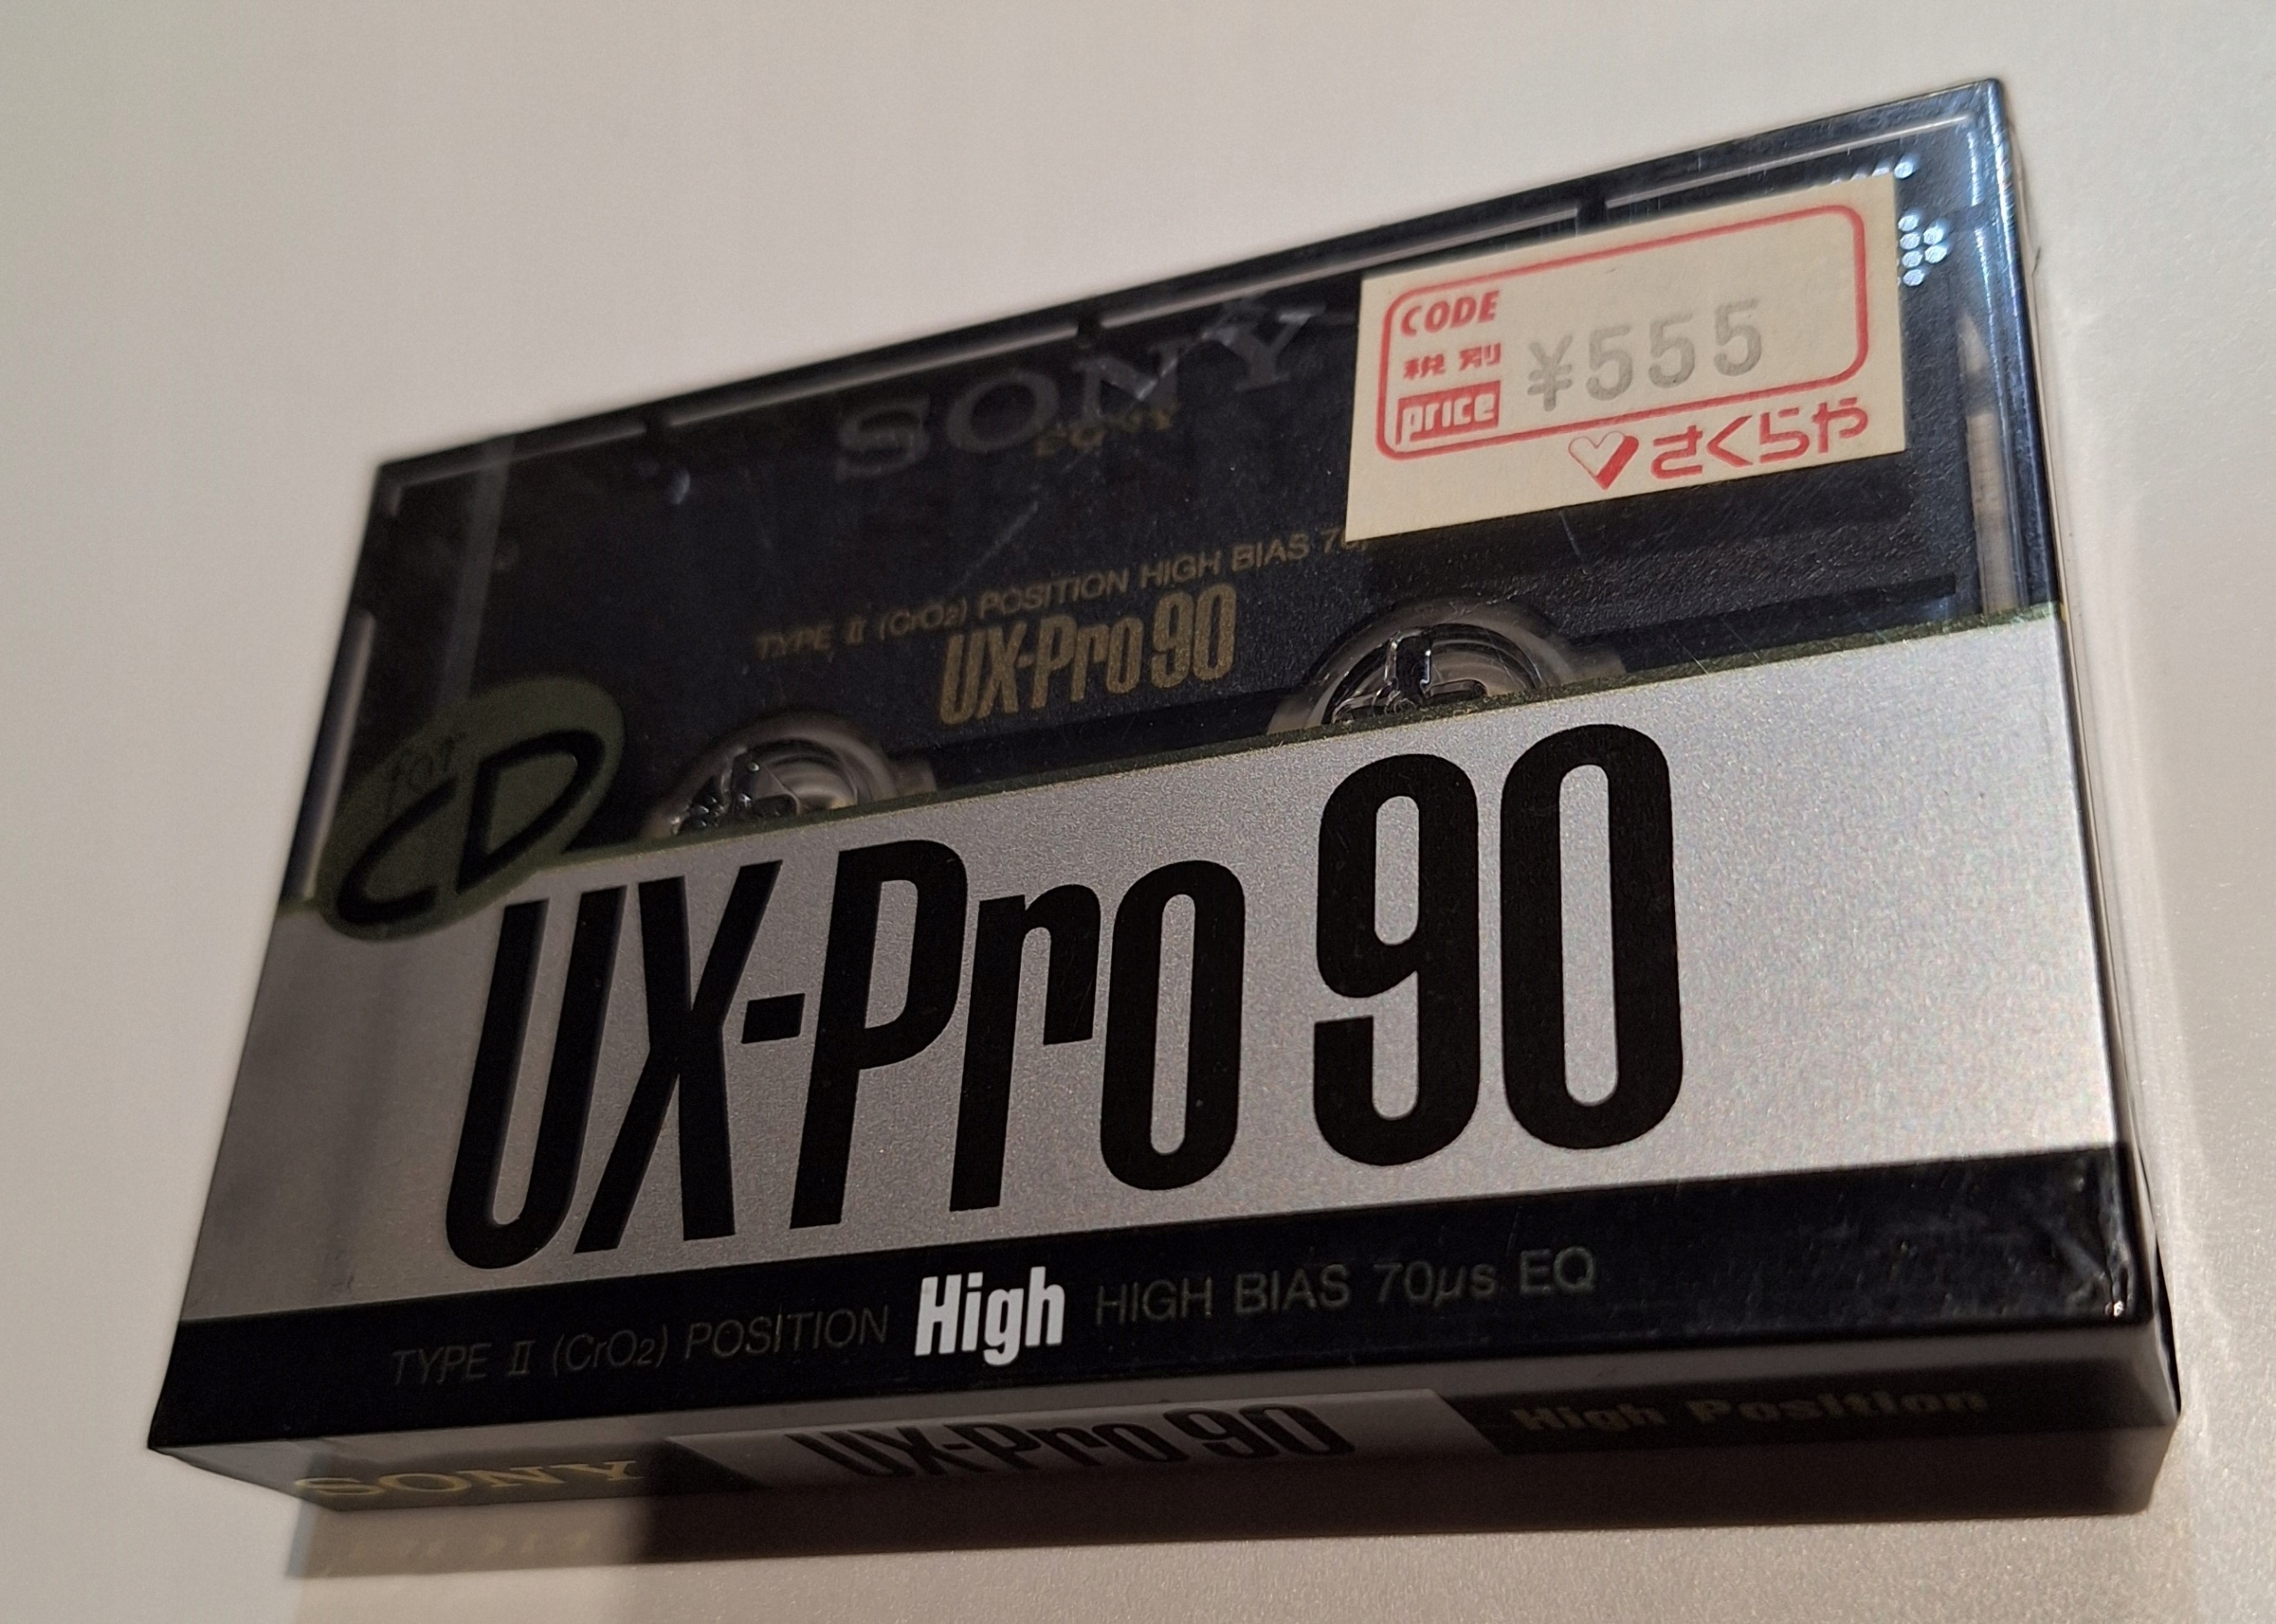 SONY
SONY
CODE
税別
¥555
price
さくらや
TYPE II (CrO2) POSITION HIGH BIAS 70
UX-Pro 90
for
CD
UX-Pro 90
TYPE II (CrO2) POSITION High HIGH BIAS 70µs EQ
SONY UX-Pro 90 High Position